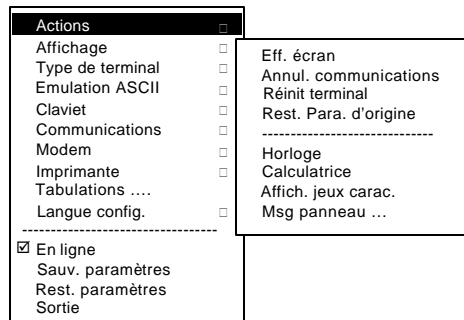 Actions
Affichage
Type de terminal
Emulation ASCII
Claviet
Communications
Modem
Imprimante
Tabulations ....
Langue config.
----------------------------------
En ligne
Sauv. paramètres
Rest. paramètres
Sortie
Eff. écran
Annul. communications
Réinit terminal
Rest. Para. d'origine
------------------------------
Horloge
Calculatrice
Affich. jeux carac.
Msg panneau ...